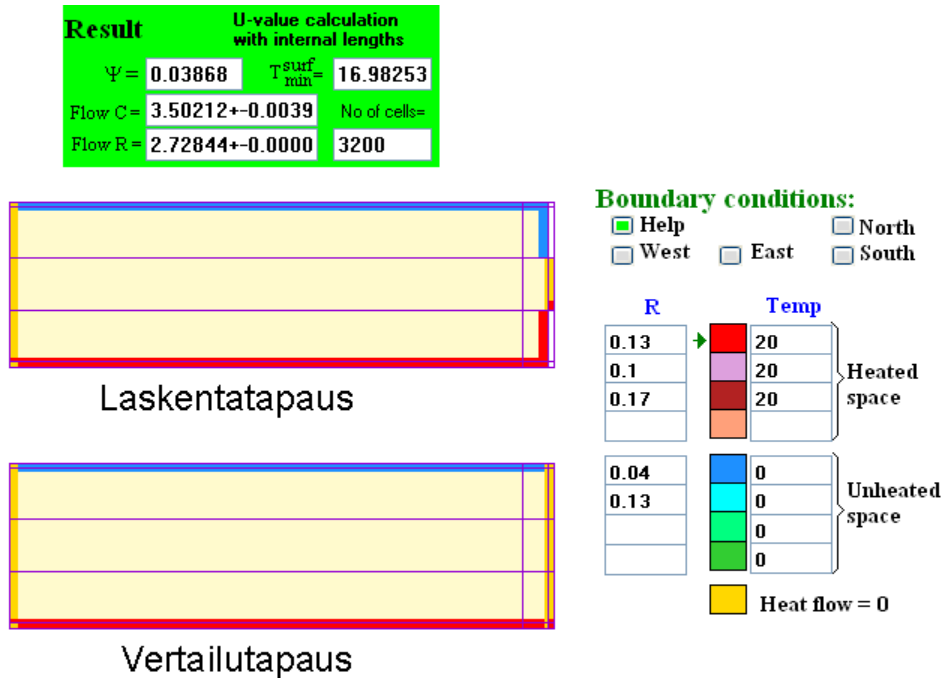 Result
U-value calculation
with internal lengths
Ψ = 0.03868 T surf min = 16.98253
Flow C = 3.50212+-0.0039 No of cells=
Flow R = 2.72844+-0.0000 3200
Laskentatapaus
Vertailutapaus
Boundary conditions:
Help North
West East South
R Temp
0.13 20
0.1 20
0.17 20
Heated
space
0.04 0
0.13 0
0
0
Unheated
space
Heat flow = 0